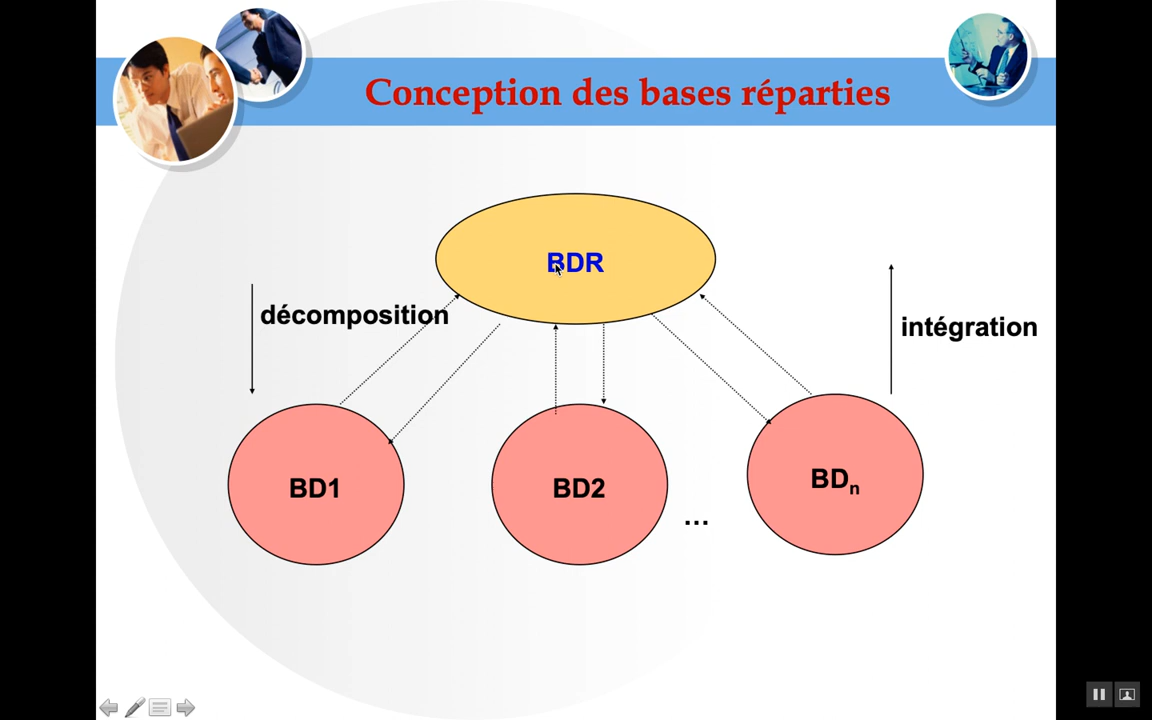 Conception des bases réparties
BDR
décomposition
intégration
BD1
BD2
...
BDn